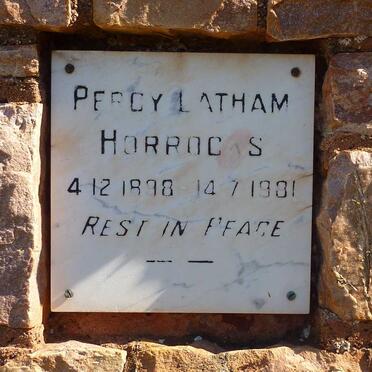 PERCY LATHAM
HORROCKS
4·12·1898 - 14·7·1981
REST IN PEACE